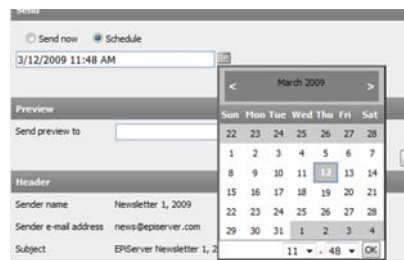 Send
Send now Schedule
3/12/2009 11:48 AM
< March 2009 >
Sun Mon Tue Wed Thu Fri Sat
22 23 24 25 26 27 28
1 2 3 4 5 6 7
8 9 10 11 12 13 14
15 16 17 18 19 20 21
22 23 24 25 26 27 28
29 30 31 1 2 3 4
11 . 48 OK
Preview
Send preview to
Header
Sender name Newsletter 1, 2009
Sender e-mail address news@episerver.com
Subject EPiServer Newsletter 1, 2